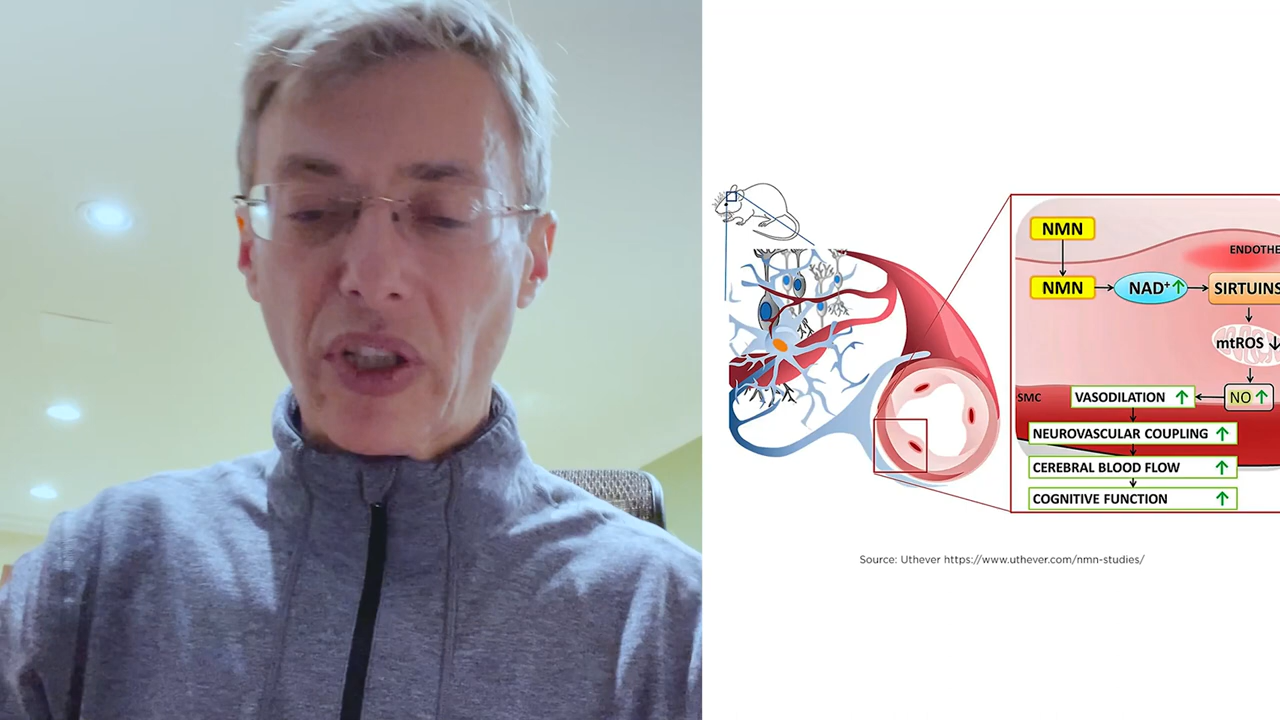 NMN
ENDOTHE
NMN
NAD+↑
SIRTUINS
mtROS ↓
SMC
VASODILATION ↑
NO ↑
NEUROVASCULAR COUPLING ↑
CEREBRAL BLOOD FLOW ↑
COGNITIVE FUNCTION ↑
Source: Uthever https://www.uthever.com/nmn-studies/